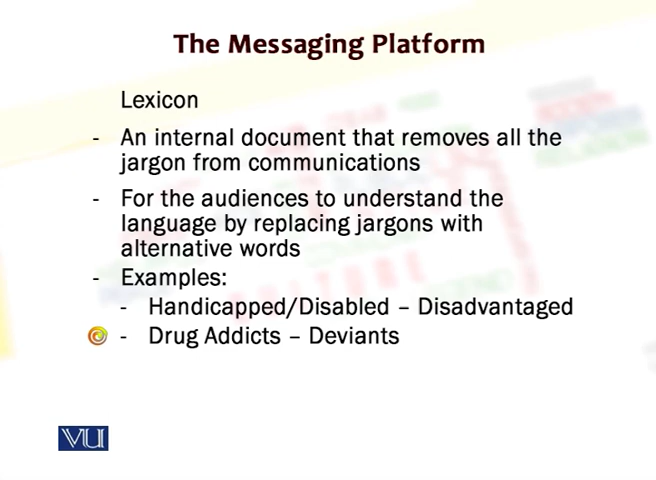 The Messaging Platform
Lexicon
- An internal document that removes all the
jargon from communications
- For the audiences to understand the
language by replacing jargons with
alternative words
- Examples:
- Handicapped/Disabled – Disadvantaged
- Drug Addicts – Deviants
VU